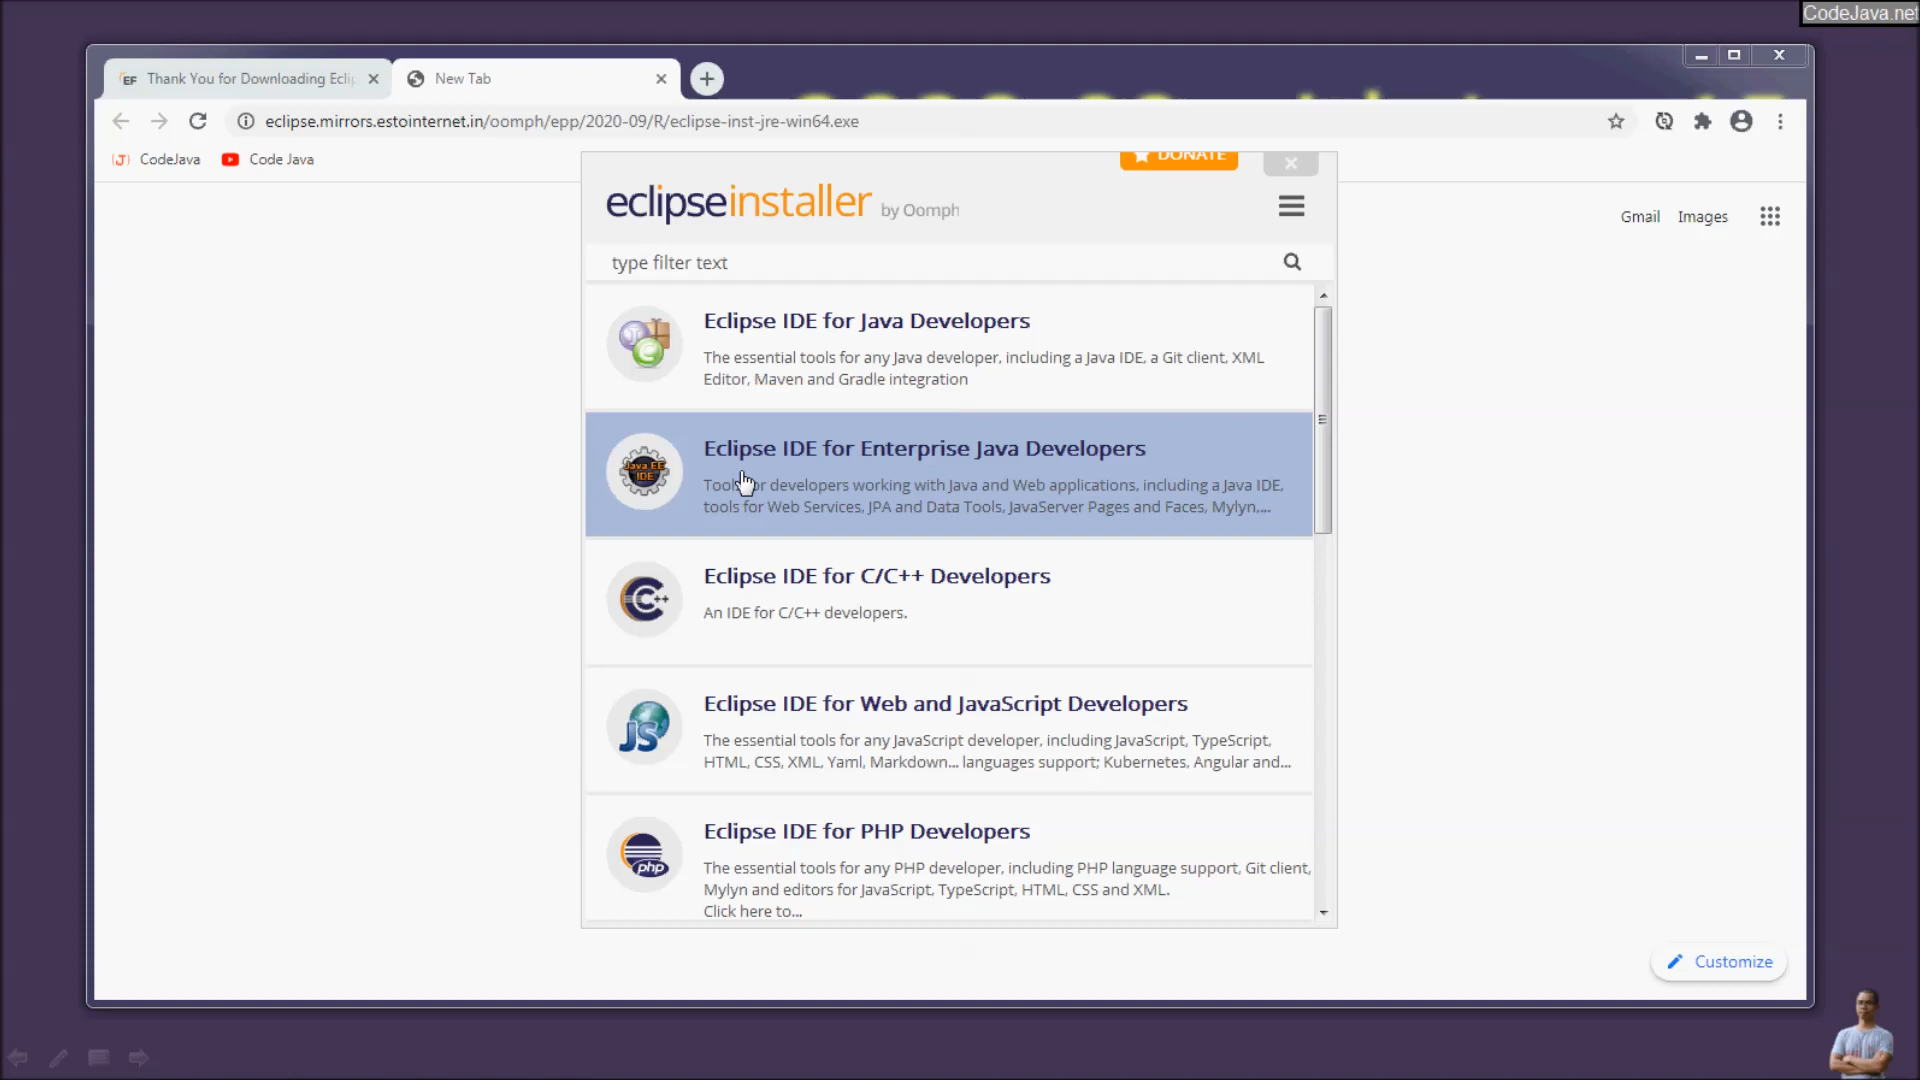 CodeJava.net
EF Thank You for Downloading Eclip
New Tab
eclipse.mirrors.estointernet.in/oomph/epp/2020-09/R/eclipse-inst-jre-win64.exe
{J} CodeJava
Code Java
DONATE
eclipseinstaller by Oomph
Gmail Images
type filter text
Eclipse IDE for Java Developers
The essential tools for any Java developer, including a Java IDE, a Git client, XML
Editor, Maven and Gradle integration
Java EE
IDE
Eclipse IDE for Enterprise Java Developers
Tools for developers working with Java and Web applications, including a Java IDE,
tools for Web Services, JPA and Data Tools, JavaServer Pages and Faces, Mylyn,...
C++
Eclipse IDE for C/C++ Developers
An IDE for C/C++ developers.
JS
Eclipse IDE for Web and JavaScript Developers
The essential tools for any JavaScript developer, including JavaScript, TypeScript,
HTML, CSS, XML, Yaml, Markdown... languages support; Kubernetes, Angular and...
php
Eclipse IDE for PHP Developers
The essential tools for any PHP developer, including PHP language support, Git client,
Mylyn and editors for JavaScript, TypeScript, HTML, CSS and XML.
Click here to...
Customize